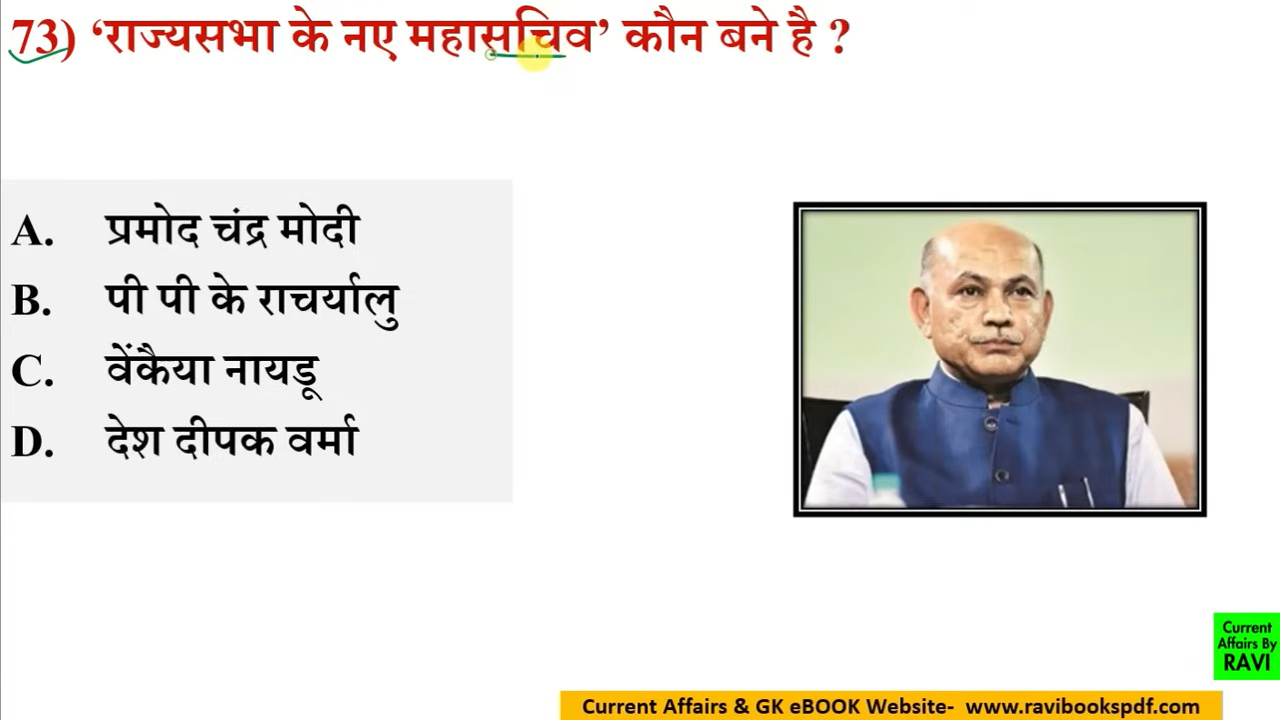 73) ‘राज्यसभा के नए महासचिव’ कौन बने है ?
A. प्रमोद चंद्र मोदी
B. पी पी के राचर्यालु
C. वेंकैया नायडू
D. देश दीपक वर्मा
Current
Affairs By
RAVI
Current Affairs & GK eBOOK Website- www.ravibookspdf.com